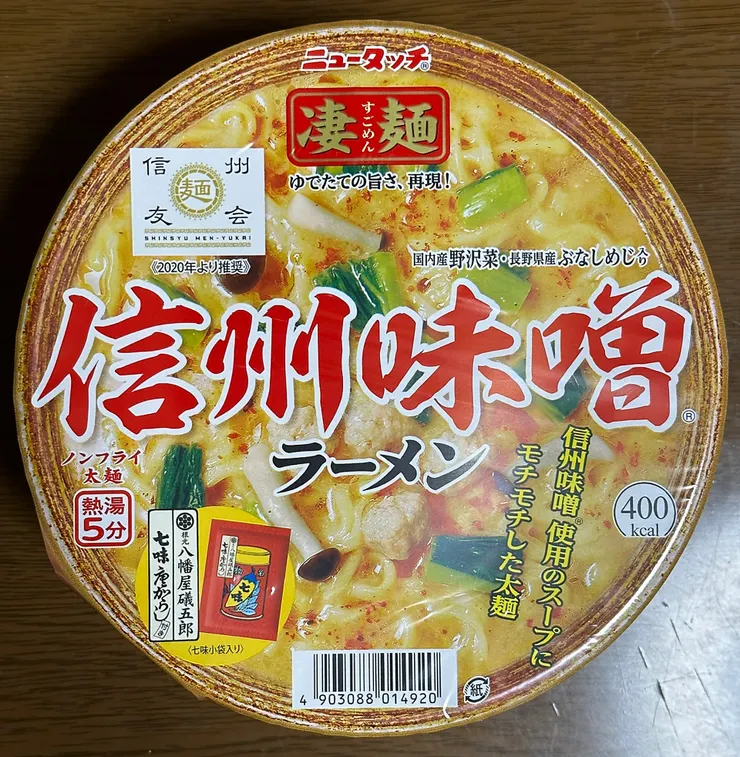 ニュータッチ®
凄麺
すごめん
ゆでたての旨さ、再現!
信州
麺
友会
SHINSYU MEN-YUKAI
《2020年より推奨》
国内産野沢菜・長野県産ぶなしめじ入り
信州味噌®
ラーメン
ノンフライ
太麺
熱湯
5分
信州味噌®使用のスープに
モチモチした太麺
400
kcal
根元
八幡屋礒五郎
七味唐からし
七味
〈七味小袋入り〉
4 903088 014920
紙